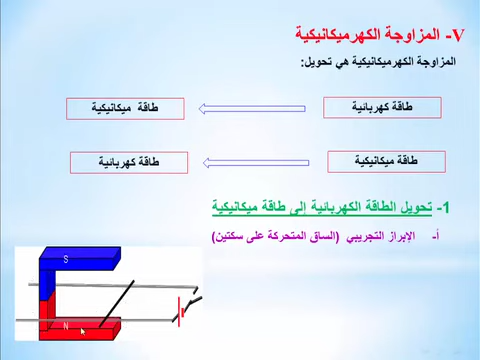 V- المزاوجة الكهرميكانيكية
المزاوجة الكهرميكانيكية هي تحويل:
طاقة كهربائية
طاقة ميكانيكية
طاقة ميكانيكية
طاقة كهربائية
1- تحويل الطاقة الكهربائية إلى طاقة ميكانيكية
أ- الإبراز التجريبي (الساق المتحركة على سكتين)
S
N